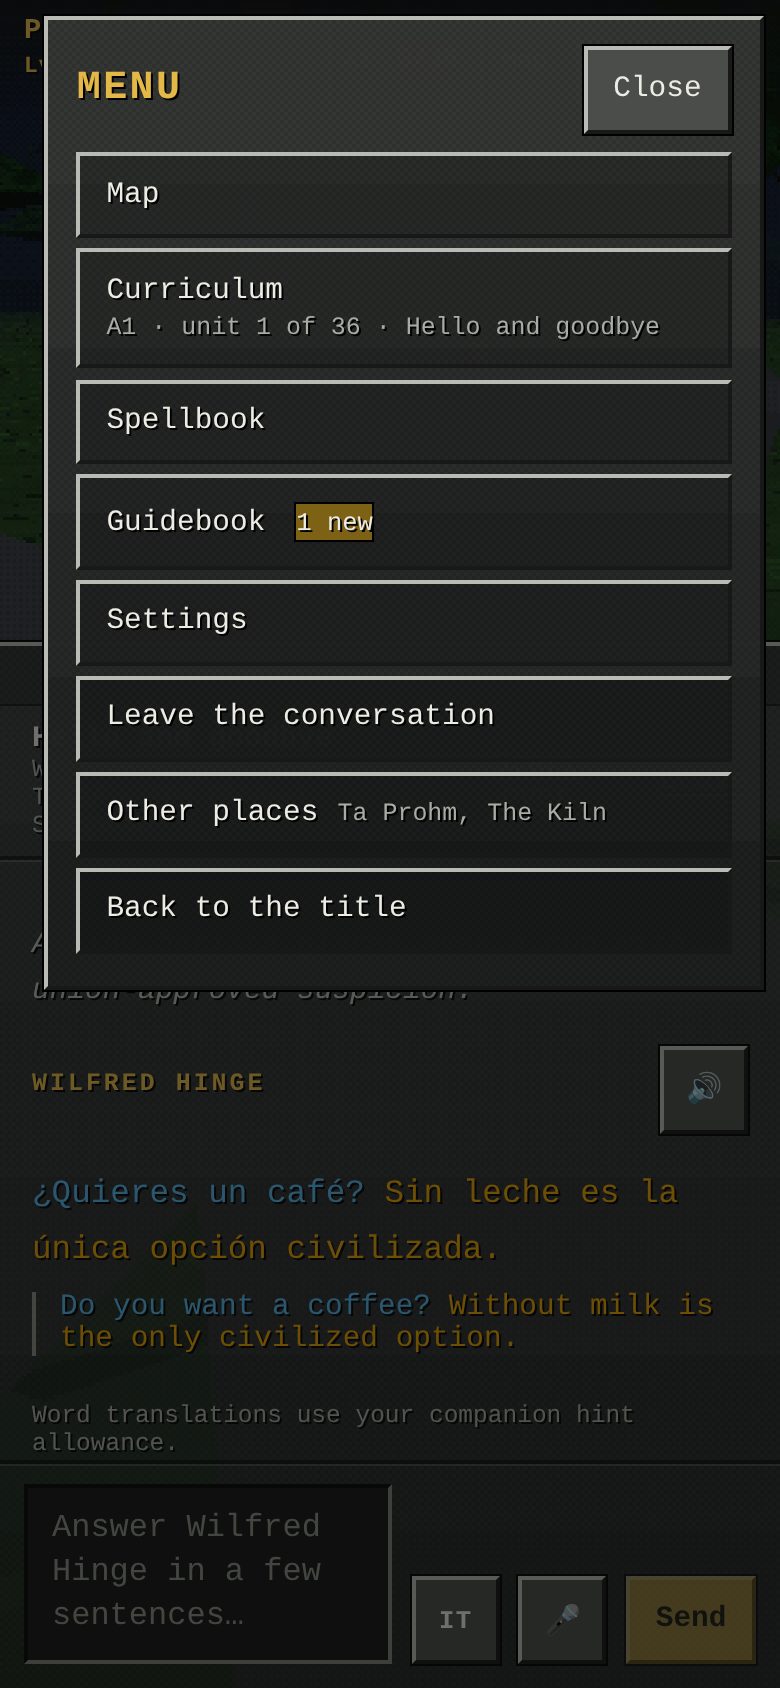 MENU
Close
Map
Curriculum
A1 · unit 1 of 36 · Hello and goodbye
Spellbook
Guidebook 1 new
Settings
Leave the conversation
Other places Ta Prohm, The Kiln
Back to the title
union-approved suspicion.
WILFRED HINGE
¿Quieres un café? Sin leche es la
única opción civilizada.
Do you want a coffee? Without milk is
the only civilized option.
Word translations use your companion hint
allowance.
Answer Wilfred
Hinge in a few
sentences…
IT
Send